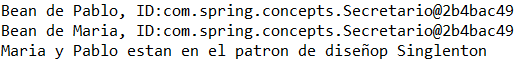 Bean de Pablo, ID:com.spring.concepts.Secretario@2b4bac49
Bean de Maria, ID:com.spring.concepts.Secretario@2b4bac49
Maria y Pablo estan en el patron de diseñop Singlenton